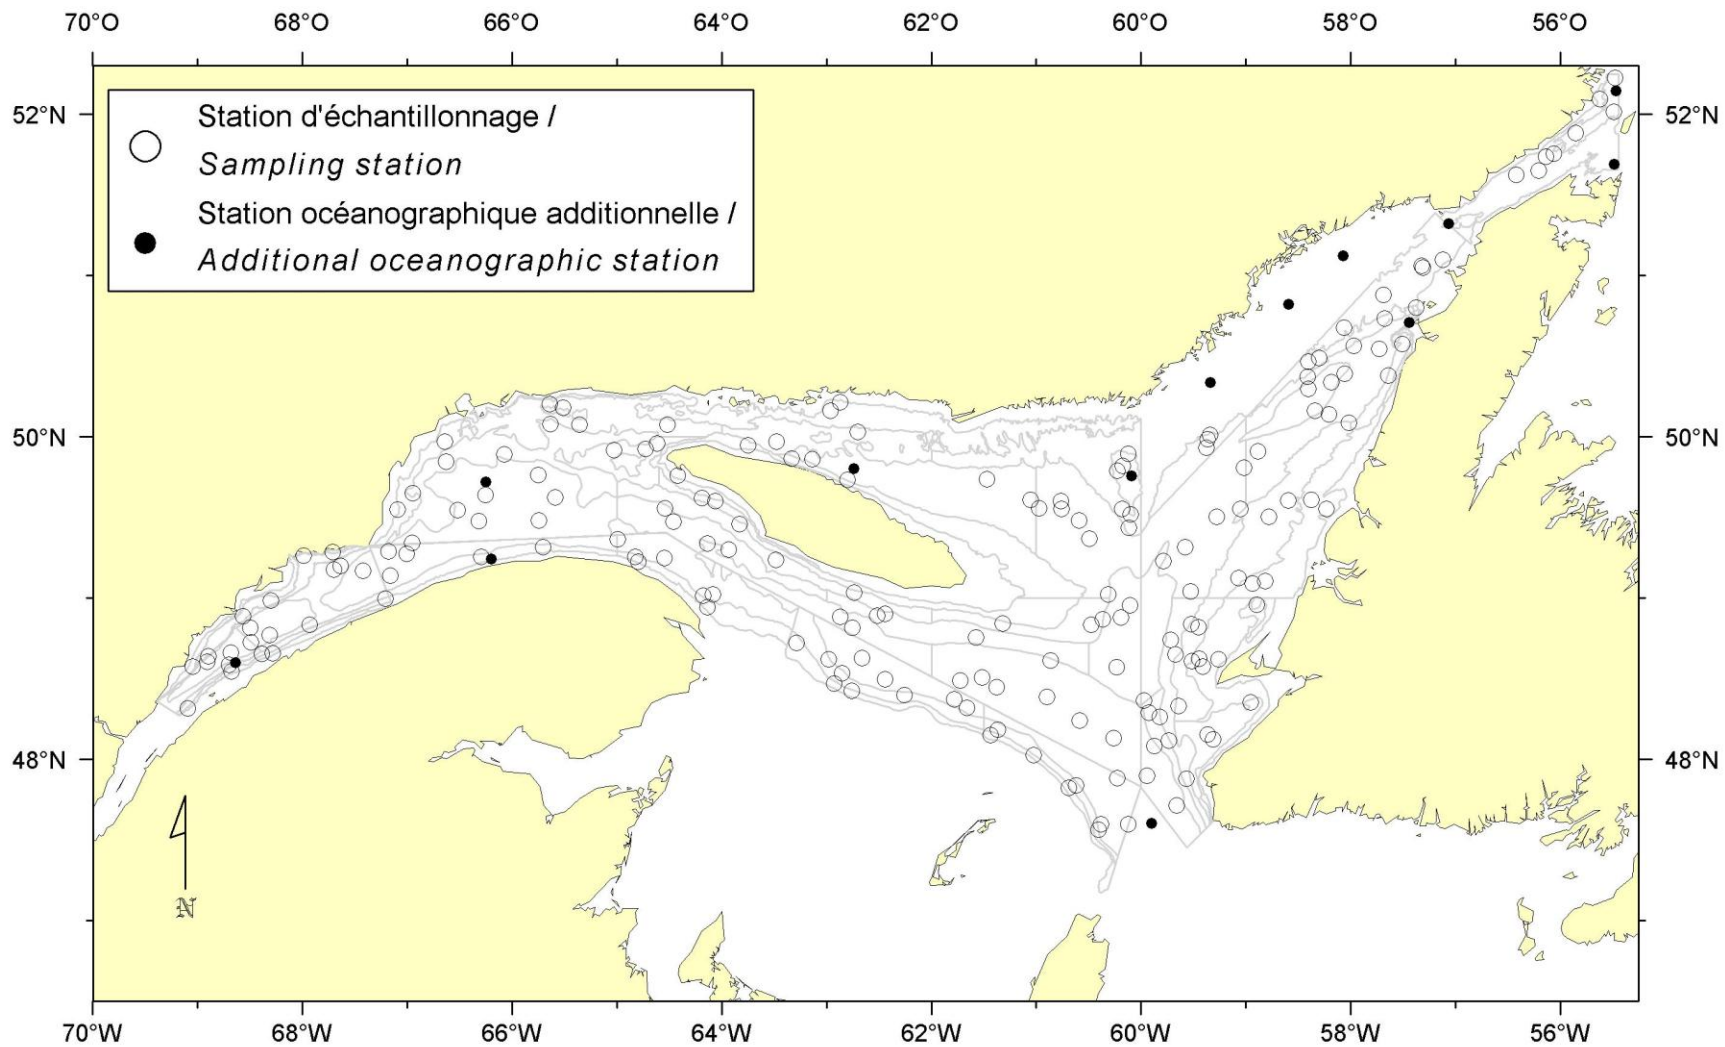 70°O 68°O 66°O 64°O 62°O 60°O 58°O 56°O
Station d'échantillonnage /
Sampling station
Station océanographique additionnelle /
Additional oceanographic station
52°N 52°N
50°N 50°N
48°N 48°N
N
70°W 68°W 66°W 64°W 62°W 60°W 58°W 56°W